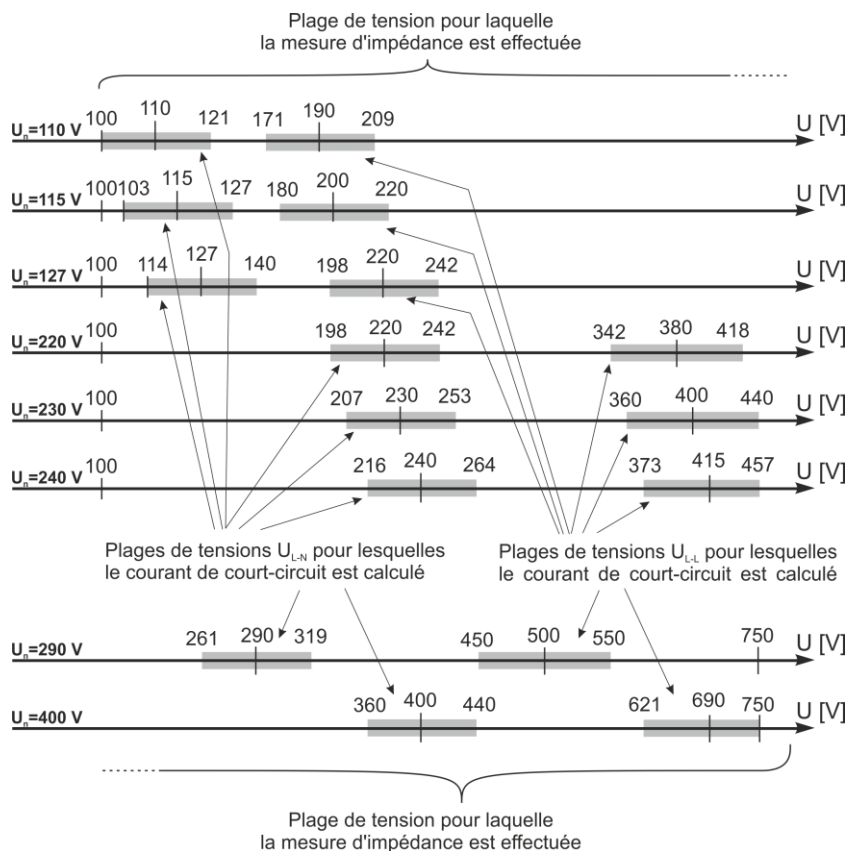 Plage de tension pour laquelle
la mesure d'impédance est effectuée
Un=110 V 100 110 121 171 190 209 U [V]
Un=115 V 100 103 115 127 180 200 220 U [V]
Un=127 V 100 114 127 140 198 220 242 U [V]
Un=220 V 100 198 220 242 342 380 418 U [V]
Un=230 V 100 207 230 253 360 400 440 U [V]
Un=240 V 100 216 240 264 373 415 457 U [V]
Plages de tensions UL-N pour lesquelles
le courant de court-circuit est calculé
Plages de tensions UL-L pour lesquelles
le courant de court-circuit est calculé
Un=290 V 261 290 319 450 500 550 750 U [V]
Un=400 V 360 400 440 621 690 750 U [V]
Plage de tension pour laquelle
la mesure d'impédance est effectuée